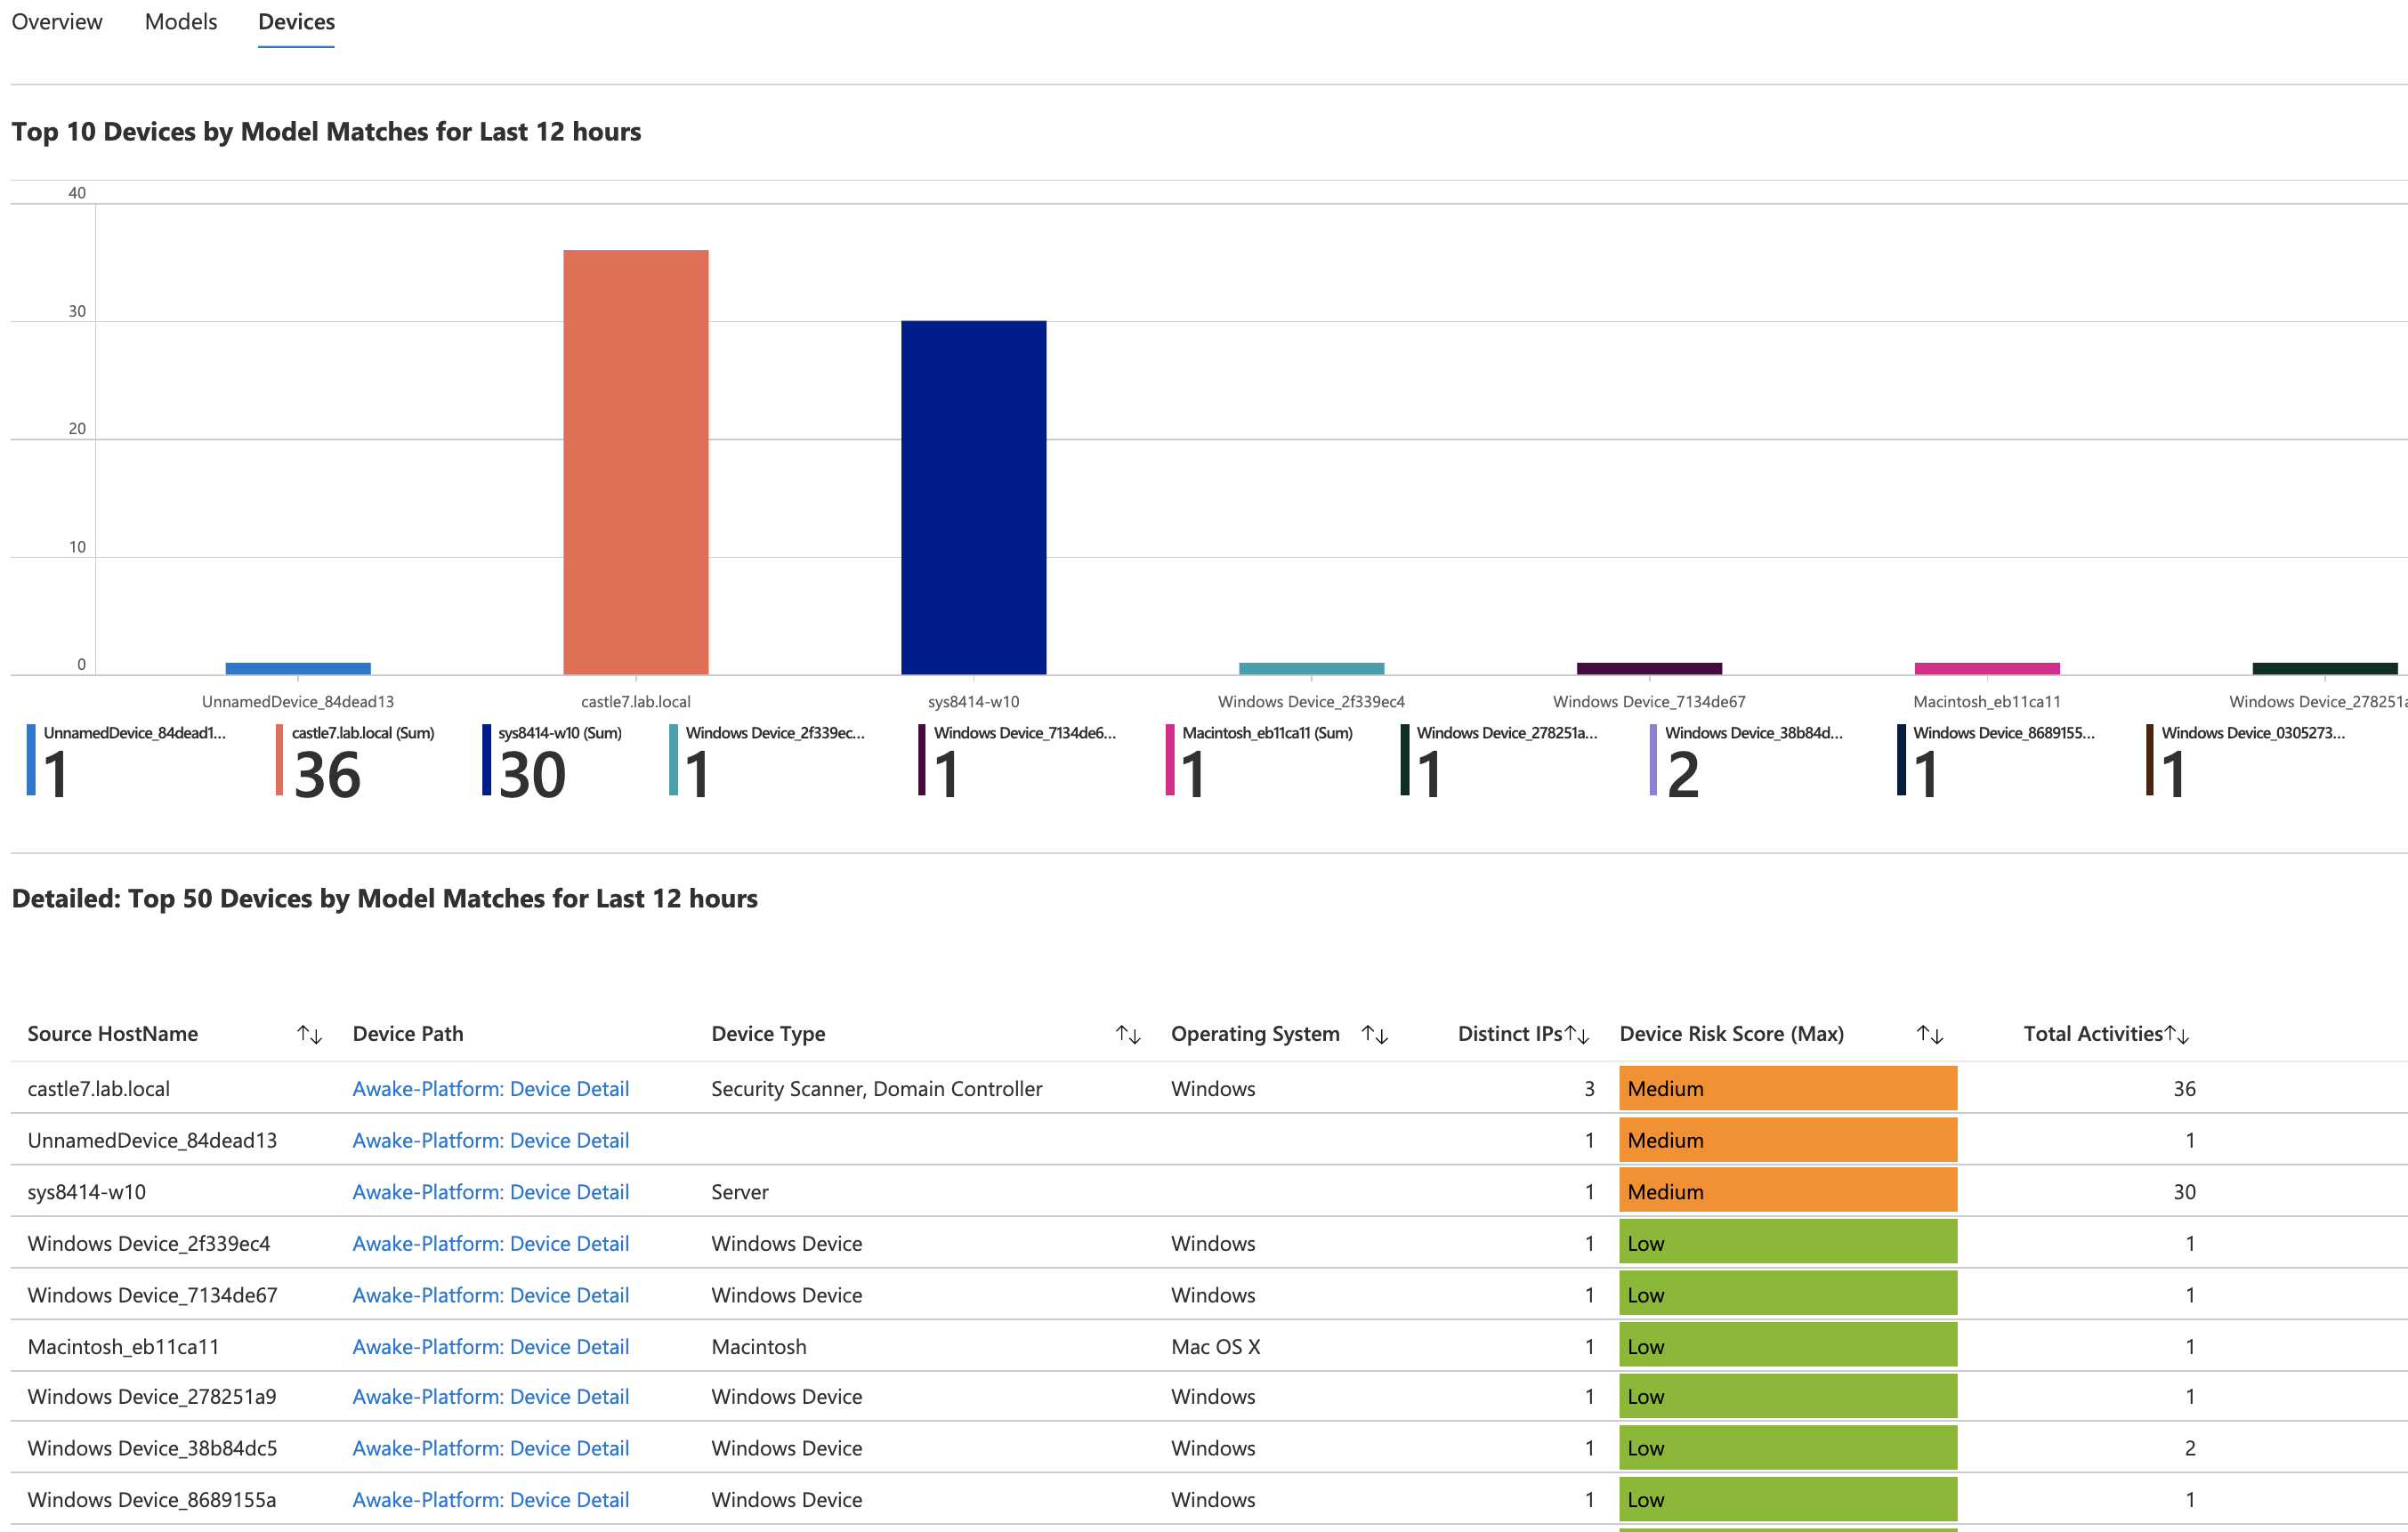 Overview Models Devices
Top 10 Devices by Model Matches for Last 12 hours
40
30
20
10
0
UnnamedDevice_84dead13 castle7.lab.local sys8414-w10 Windows Device_2f339ec4 Windows Device_7134de67 Macintosh_eb11ca11 Windows Device_278251a
UnnamedDevice_84dead1... castle7.lab.local (Sum) sys8414-w10 (Sum) Windows Device_2f339ec... Windows Device_7134de6... Macintosh_eb11ca11 (Sum) Windows Device_278251a... Windows Device_38b84d... Windows Device_8689155... Windows Device_0305273...
1 36 30 1 1 1 1 2 1 1
Detailed: Top 50 Devices by Model Matches for Last 12 hours
Source HostName ↑↓ Device Path Device Type ↑↓ Operating System ↑↓ Distinct IPs↑↓ Device Risk Score (Max) ↑↓ Total Activities↑↓
castle7.lab.local Awake-Platform: Device Detail Security Scanner, Domain Controller Windows 3 Medium 36
UnnamedDevice_84dead13 Awake-Platform: Device Detail 1 Medium 1
sys8414-w10 Awake-Platform: Device Detail Server 1 Medium 30
Windows Device_2f339ec4 Awake-Platform: Device Detail Windows Device Windows 1 Low 1
Windows Device_7134de67 Awake-Platform: Device Detail Windows Device Windows 1 Low 1
Macintosh_eb11ca11 Awake-Platform: Device Detail Macintosh Mac OS X 1 Low 1
Windows Device_278251a9 Awake-Platform: Device Detail Windows Device Windows 1 Low 1
Windows Device_38b84dc5 Awake-Platform: Device Detail Windows Device Windows 1 Low 2
Windows Device_8689155a Awake-Platform: Device Detail Windows Device Windows 1 Low 1